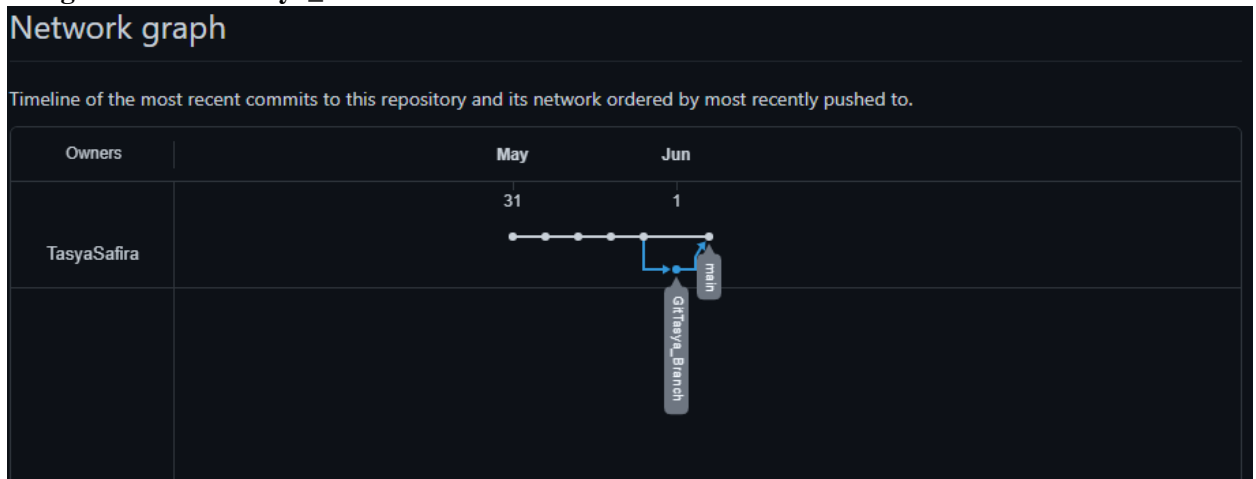 Network graph
Timeline of the most recent commits to this repository and its network ordered by most recently pushed to.
Owners
May
Jun
31
1
TasyaSafira
main
GitTasya_Branch